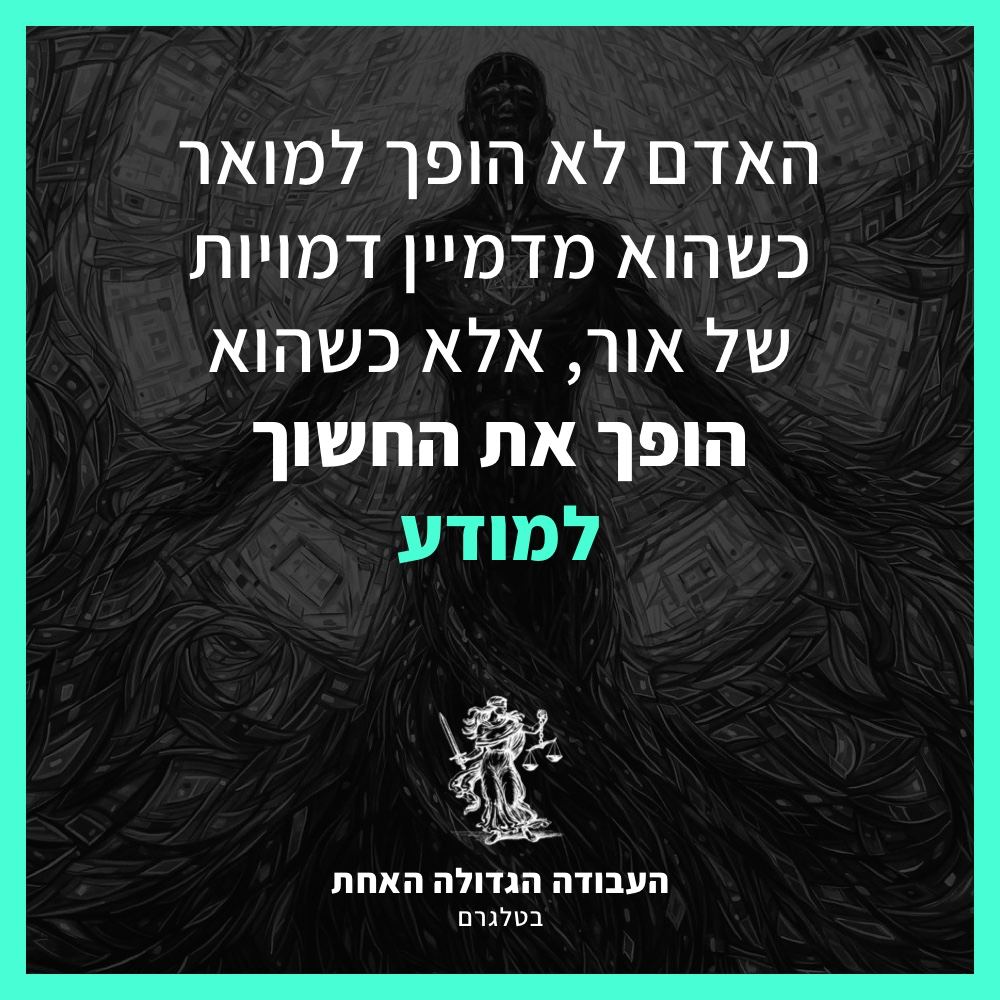 האדם לא הופך למואר
כשהוא מדמיין דמויות
של אור, אלא כשהוא
הופך את החשוך
למודע
העבודה הגדולה האחת
בטלגרם